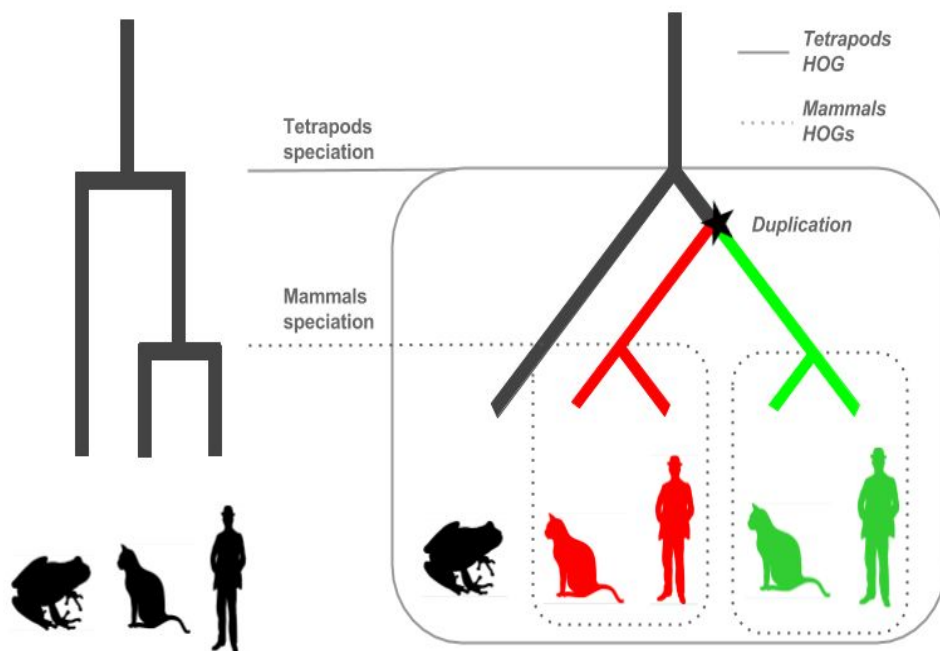 Tetrapods
HOG
Mammals
HOGs
Tetrapods
speciation
Duplication
Mammals
speciation